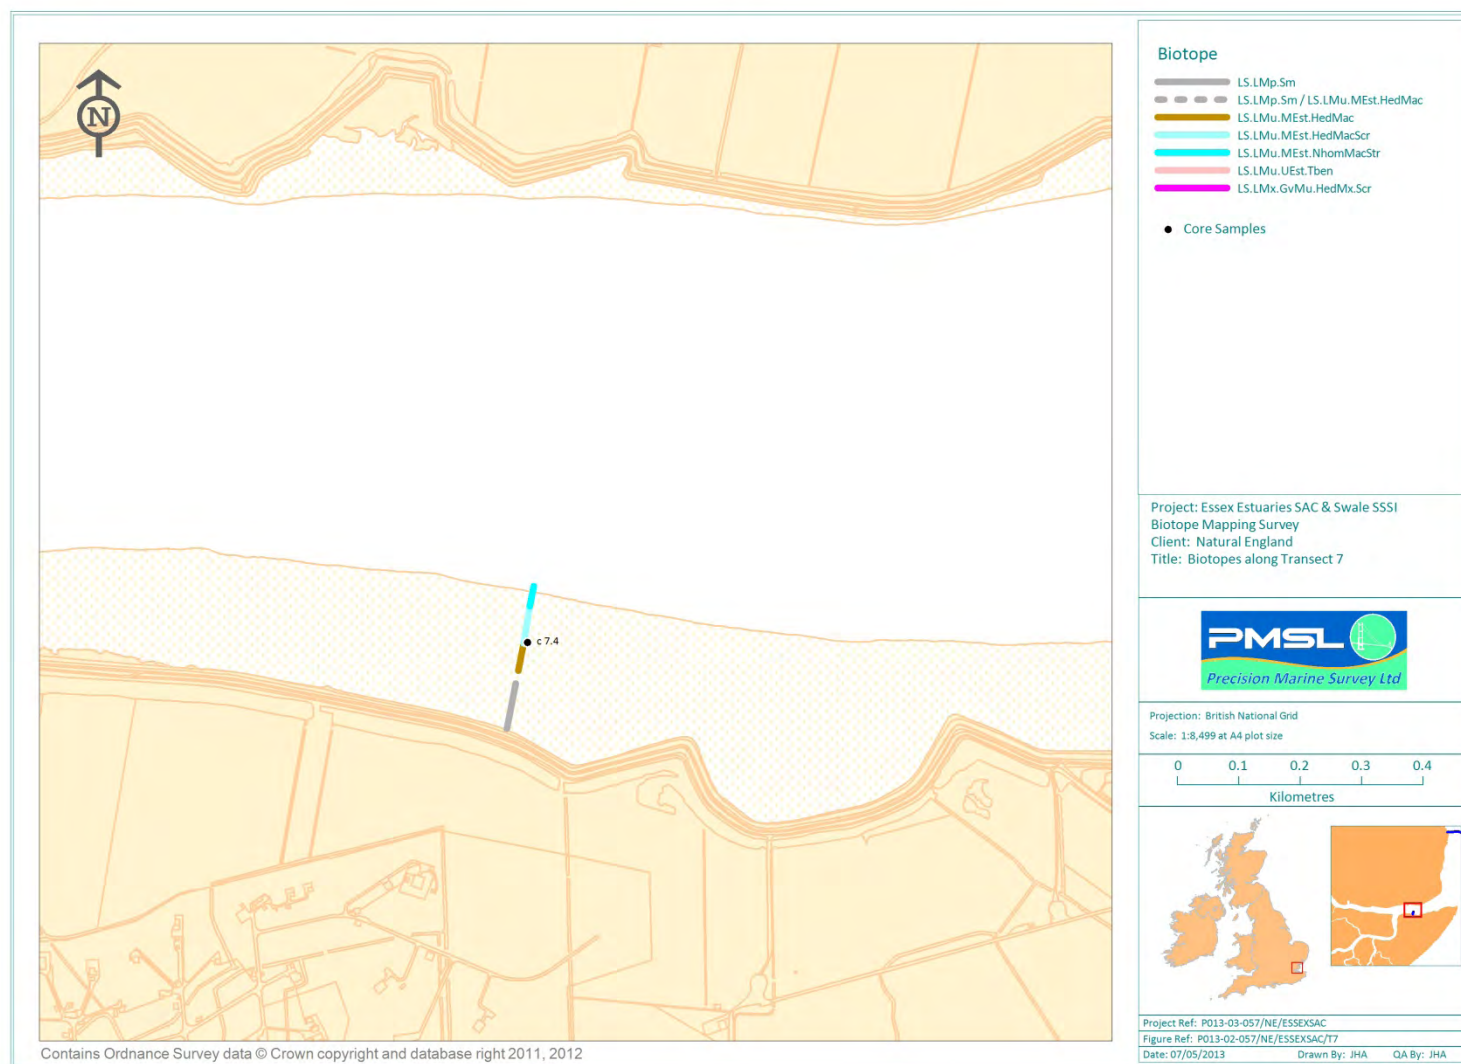 N
c 7.4
Contains Ordnance Survey data © Crown copyright and database right 2011, 2012
Biotope
LS.LMp.Sm
LS.LMp.Sm / LS.LMu.MEst.HedMac
LS.LMu.MEst.HedMac
LS.LMu.MEst.HedMacScr
LS.LMu.MEst.NhomMacStr
LS.LMu.UEst.Tben
LS.LMx.GvMu.HedMx.Scr
Core Samples
Project: Essex Estuaries SAC & Swale SSSI
Biotope Mapping Survey
Client: Natural England
Title: Biotopes along Transect 7
PMSL
Precision Marine Survey Ltd
Projection: British National Grid
Scale: 1:8,499 at A4 plot size
0 0.1 0.2 0.3 0.4
Kilometres
Project Ref: P013-03-057/NE/ESSEXSAC
Figure Ref: P013-02-057/NE/ESSEXSAC/T7
Date: 07/05/2013 Drawn By: JHA QA By: JHA